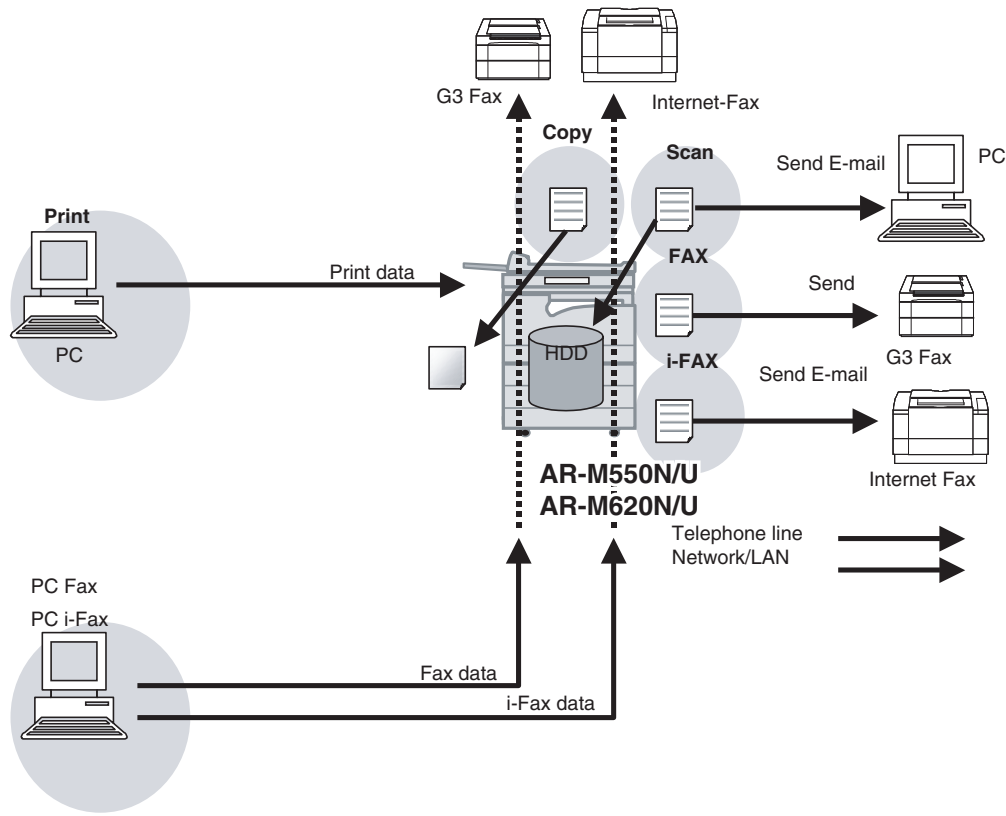 G3 Fax
Internet-Fax
Copy
Scan
Send E-mail
PC
Print
Print data
PC
FAX
Send
G3 Fax
HDD
i-FAX
Send E-mail
Internet Fax
AR-M550N/U
AR-M620N/U
Telephone line
Network/LAN
PC Fax
PC i-Fax
Fax data
i-Fax data